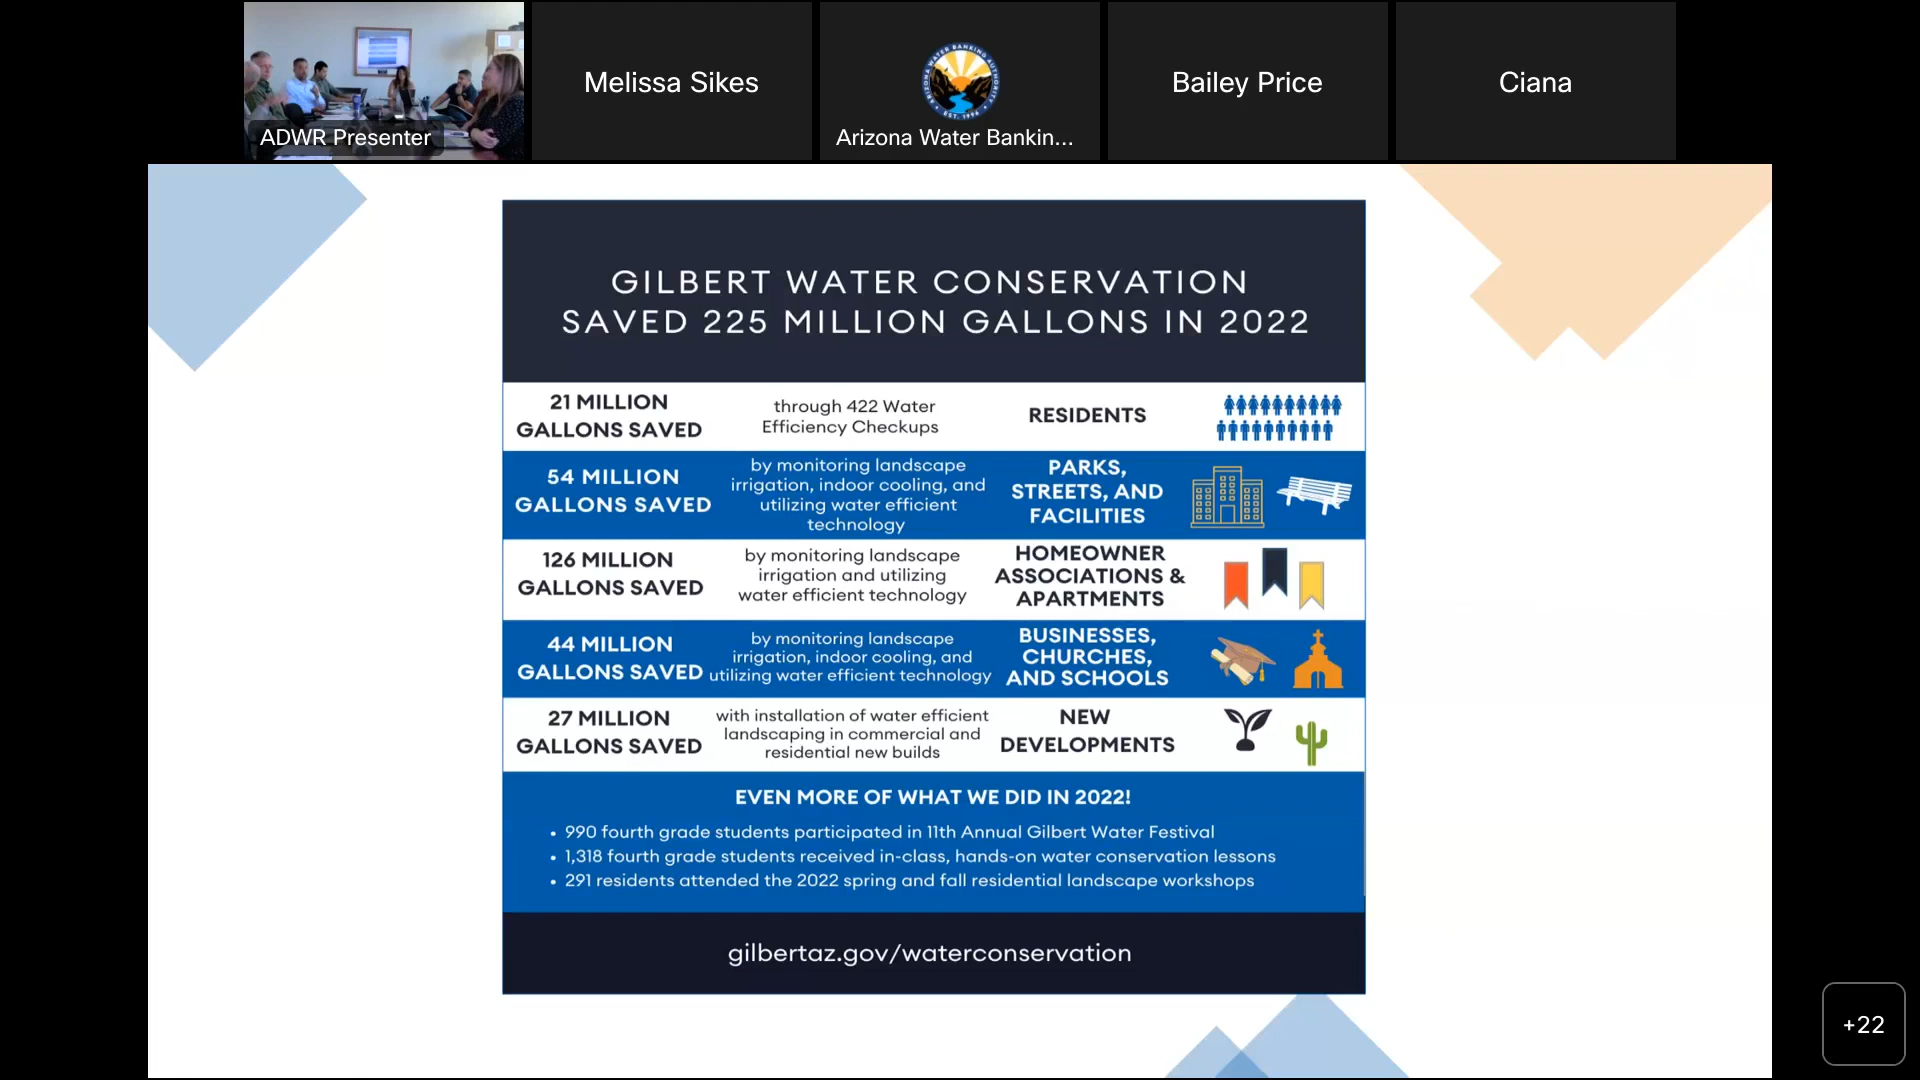 ADWR Presenter
Melissa Sikes
ARIZONA WATER BANKING AUTHORITY
EST. 1996
Arizona Water Bankin...
Bailey Price
Ciana
GILBERT WATER CONSERVATION
SAVED 225 MILLION GALLONS IN 2022
21 MILLION
GALLONS SAVED
through 422 Water
Efficiency Checkups
RESIDENTS
54 MILLION
GALLONS SAVED
by monitoring landscape
irrigation, indoor cooling, and
utilizing water efficient
technology
PARKS,
STREETS, AND
FACILITIES
126 MILLION
GALLONS SAVED
by monitoring landscape
irrigation and utilizing
water efficient technology
HOMEOWNER
ASSOCIATIONS &
APARTMENTS
44 MILLION
GALLONS SAVED
by monitoring landscape
irrigation, indoor cooling, and
utilizing water efficient technology
BUSINESSES,
CHURCHES,
AND SCHOOLS
27 MILLION
GALLONS SAVED
with installation of water efficient
landscaping in commercial and
residential new builds
NEW
DEVELOPMENTS
EVEN MORE OF WHAT WE DID IN 2022!
• 990 fourth grade students participated in 11th Annual Gilbert Water Festival
• 1,318 fourth grade students received in-class, hands-on water conservation lessons
• 291 residents attended the 2022 spring and fall residential landscape workshops
gilbertaz.gov/waterconservation
+22